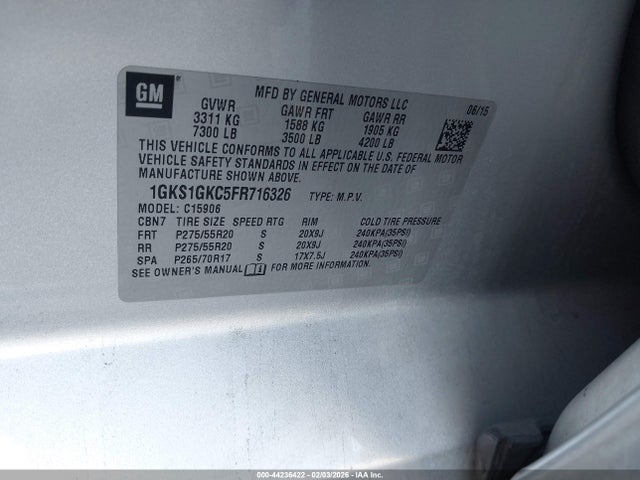 GM
MFD BY GENERAL MOTORS LLC
06/15
GVWR GAWR FRT GAWR RR
3311 KG 1588 KG 1905 KG
7300 LB 3500 LB 4200 LB
THIS VEHICLE CONFORMS TO ALL APPLICABLE U.S. FEDERAL MOTOR
VEHICLE SAFETY STANDARDS IN EFFECT ON THE DATE OF
MANUFACTURE SHOWN ABOVE.
1GKS1GKC5FR716326 TYPE: M.P.V.
MODEL: C15906
CBN7 TIRE SIZE SPEED RTG RIM COLD TIRE PRESSURE
FRT P275/55R20 S 20X9J 240KPA(35PSI)
RR P275/55R20 S 20X9J 240KPA(35PSI)
SPA P265/70R17 S 17X7.5J 240KPA(35PSI)
SEE OWNER'S MANUAL FOR MORE INFORMATION.
000-44236422 - 02/03/2026 - IAAI.COM